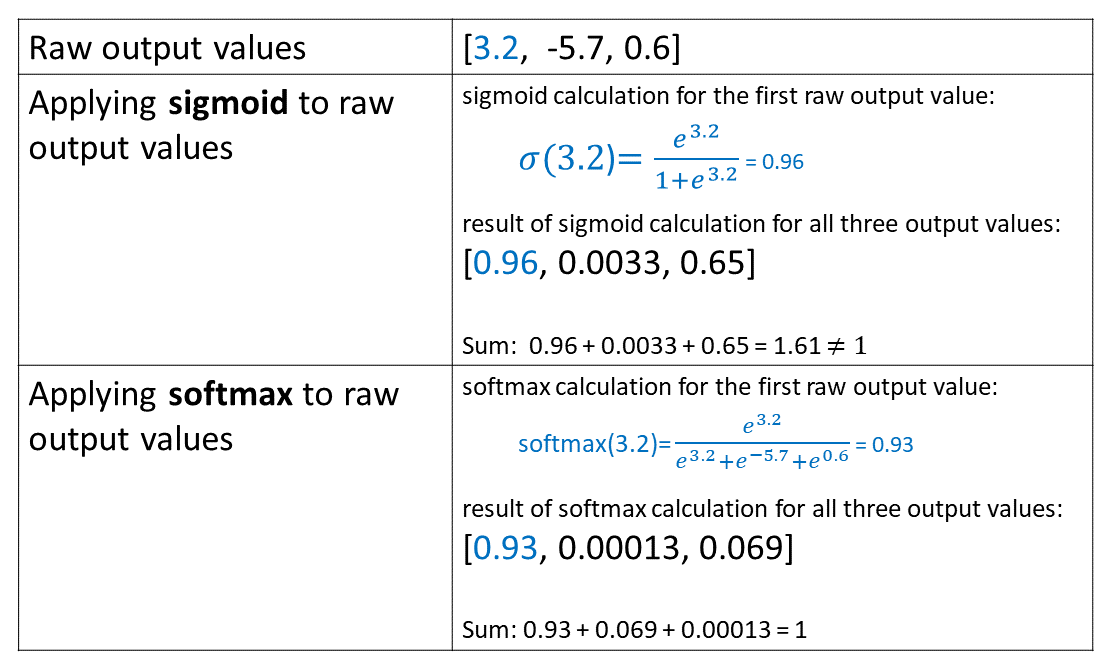 Raw output values
[3.2, -5.7, 0.6]
Applying sigmoid to raw
output values
sigmoid calculation for the first raw output value:
σ(3.2)= e^3.2 / 1+e^3.2 = 0.96
result of sigmoid calculation for all three output values:
[0.96, 0.0033, 0.65]
Sum: 0.96 + 0.0033 + 0.65 = 1.61 ≠ 1
Applying softmax to raw
output values
softmax calculation for the first raw output value:
softmax(3.2)= e^3.2 / e^3.2+e^−5.7+e^0.6 = 0.93
result of softmax calculation for all three output values:
[0.93, 0.00013, 0.069]
Sum: 0.93 + 0.069 + 0.00013 = 1